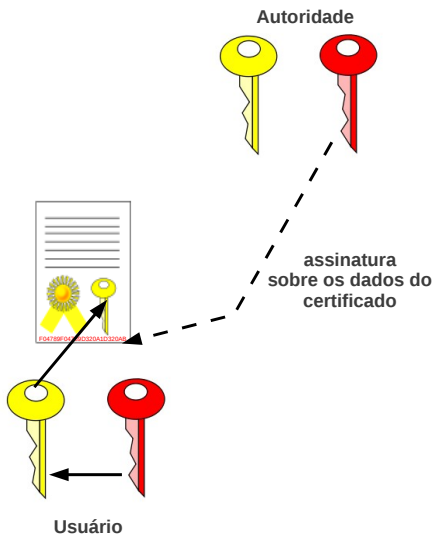 Autoridade
assinatura
sobre os dados do
certificado
Usuário